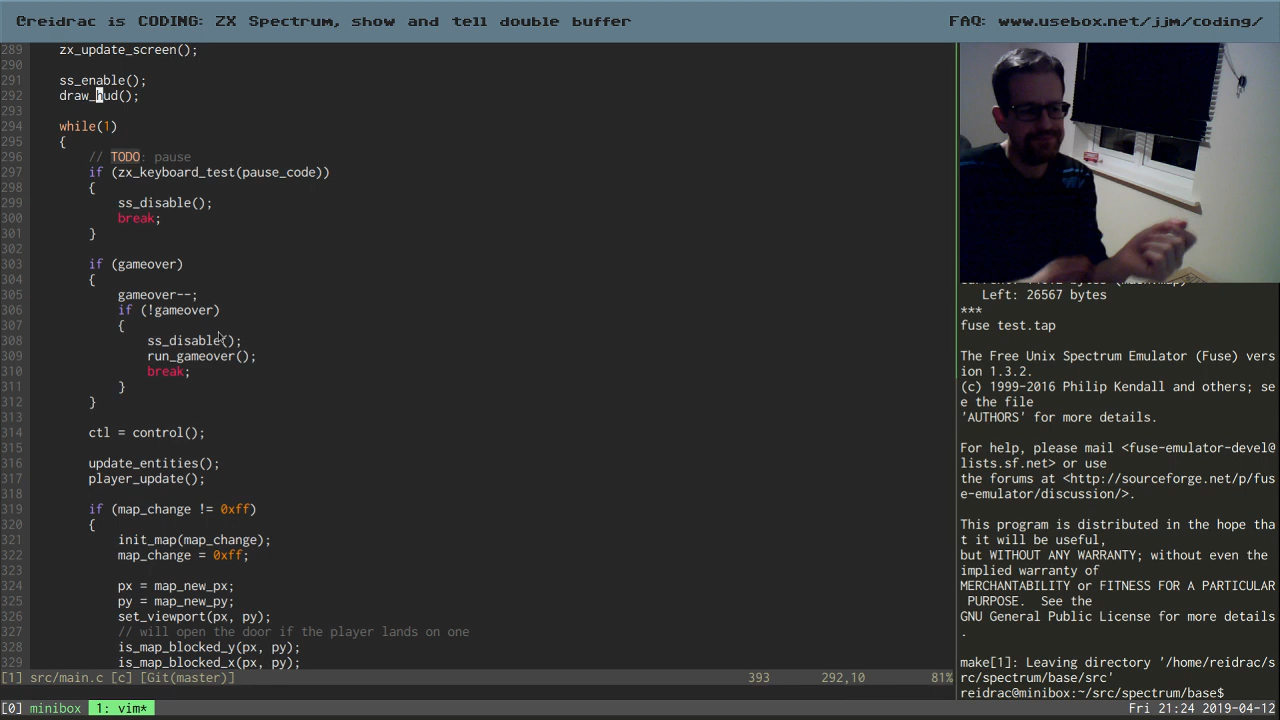 @reidrac is CODING: ZX Spectrum, show and tell double buffer
FAQ: www.usebox.net/jjm/coding/
289 zx_update_screen();
290
291 ss_enable();
292 draw_hud();
293
294 while(1)
295 {
296 // TODO: pause
297 if (zx_keyboard_test(pause_code))
298 {
299 ss_disable();
300 break;
301 }
302
303 if (gameover)
304 {
305 gameover--;
306 if (!gameover)
307 {
308 ss_disable();
309 run_gameover();
310 break;
311 }
312 }
313
314 ctl = control();
315
316 update_entities();
317 player_update();
318
319 if (map_change != 0xff)
320 {
321 init_map(map_change);
322 map_change = 0xff;
323
324 px = map_new_px;
325 py = map_new_py;
326 set_viewport(px, py);
327 // will open the door if the player lands on one
328 is_map_blocked_y(px, py);
329 is_map_blocked_x(px, py);
[1] src/main.c [c] [Git(master)] 393 292,10 81%
Left: 26567 bytes
***
fuse test.tap
The Free Unix Spectrum Emulator (Fuse) vers
ion 1.3.2.
(c) 1999-2016 Philip Kendall and others; se
e the file
'AUTHORS' for more details.
For help, please mail <fuse-emulator-devel@
lists.sf.net> or use
the forums at <http://sourceforge.net/p/fus
e-emulator/discussion/>.
This program is distributed in the hope tha
t it will be useful,
but WITHOUT ANY WARRANTY; without even the
implied warranty of
MERCHANTABILITY or FITNESS FOR A PARTICULAR
PURPOSE. See the
GNU General Public License for more details
.
make[1]: Leaving directory '/home/reidrac/s
rc/spectrum/base/src'
reidrac@minibox:~/src/spectrum/base$
[0] minibox 1: vim* Fri 21:24 2019-04-12